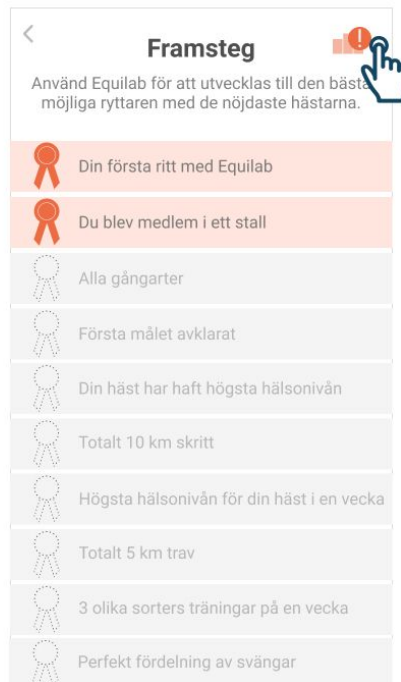 Framsteg
Använd Equilab för att utvecklas till den bästa
möjliga ryttaren med de nöjdaste hästarna.
Din första ritt med Equilab
Du blev medlem i ett stall
Alla gångarter
Första målet avklarat
Din häst har haft högsta hälsonivån
Totalt 10 km skritt
Högsta hälsonivån för din häst i en vecka
Totalt 5 km trav
3 olika sorters träningar på en vecka
Perfekt fördelning av svängar